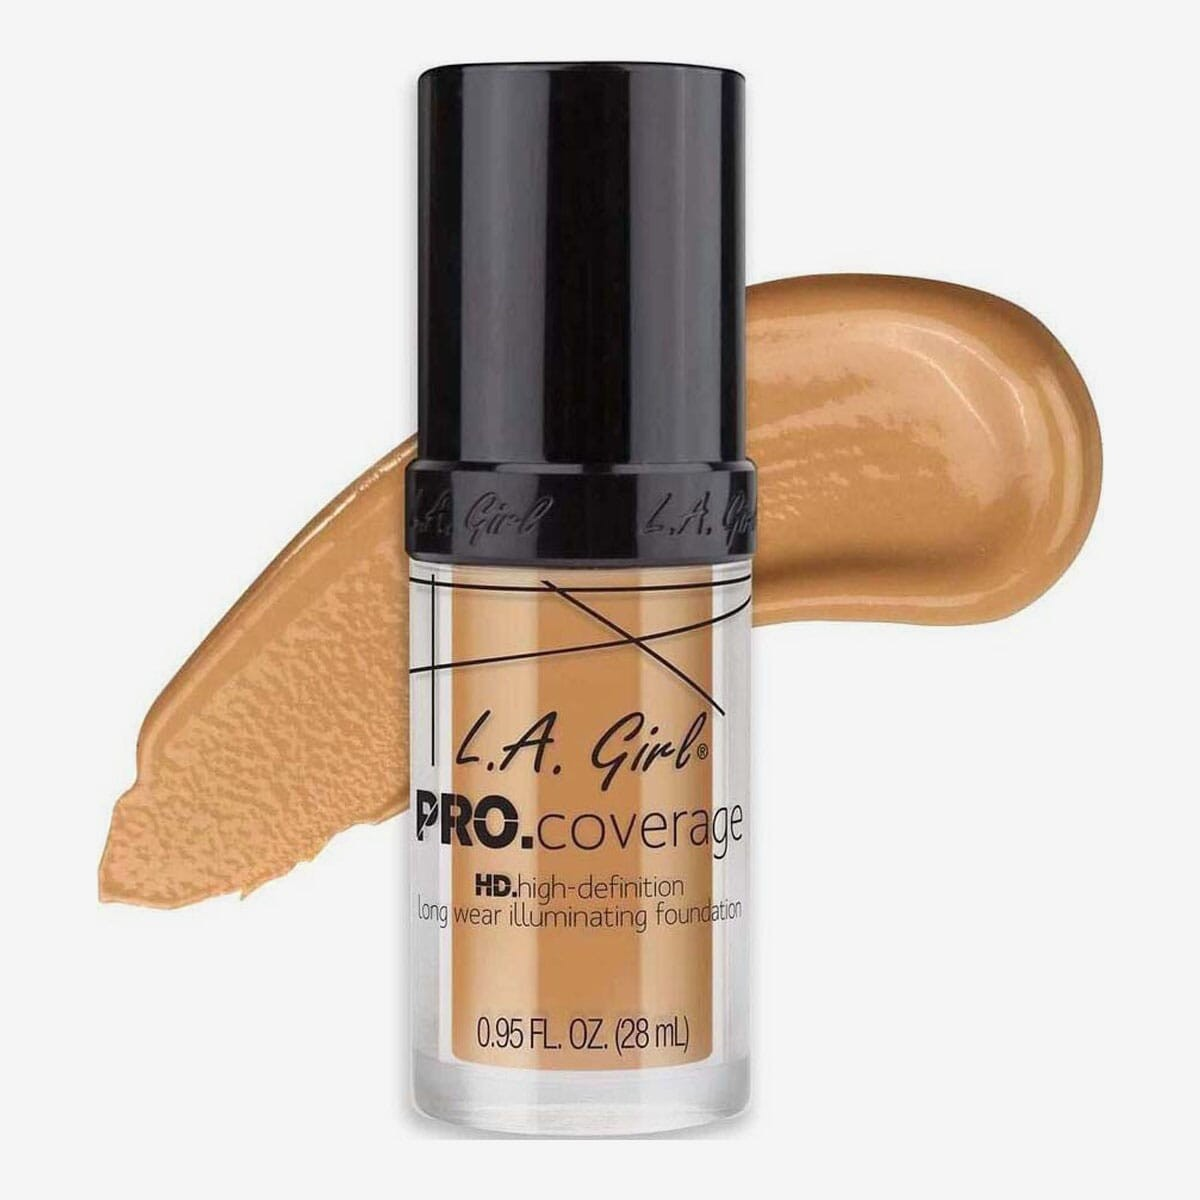 L.A. Girl L.A. Girl
L.A. Girl®
PRO.coverage
HD.high-definition
long wear illuminating foundation
0.95 FL. OZ. (28 mL)